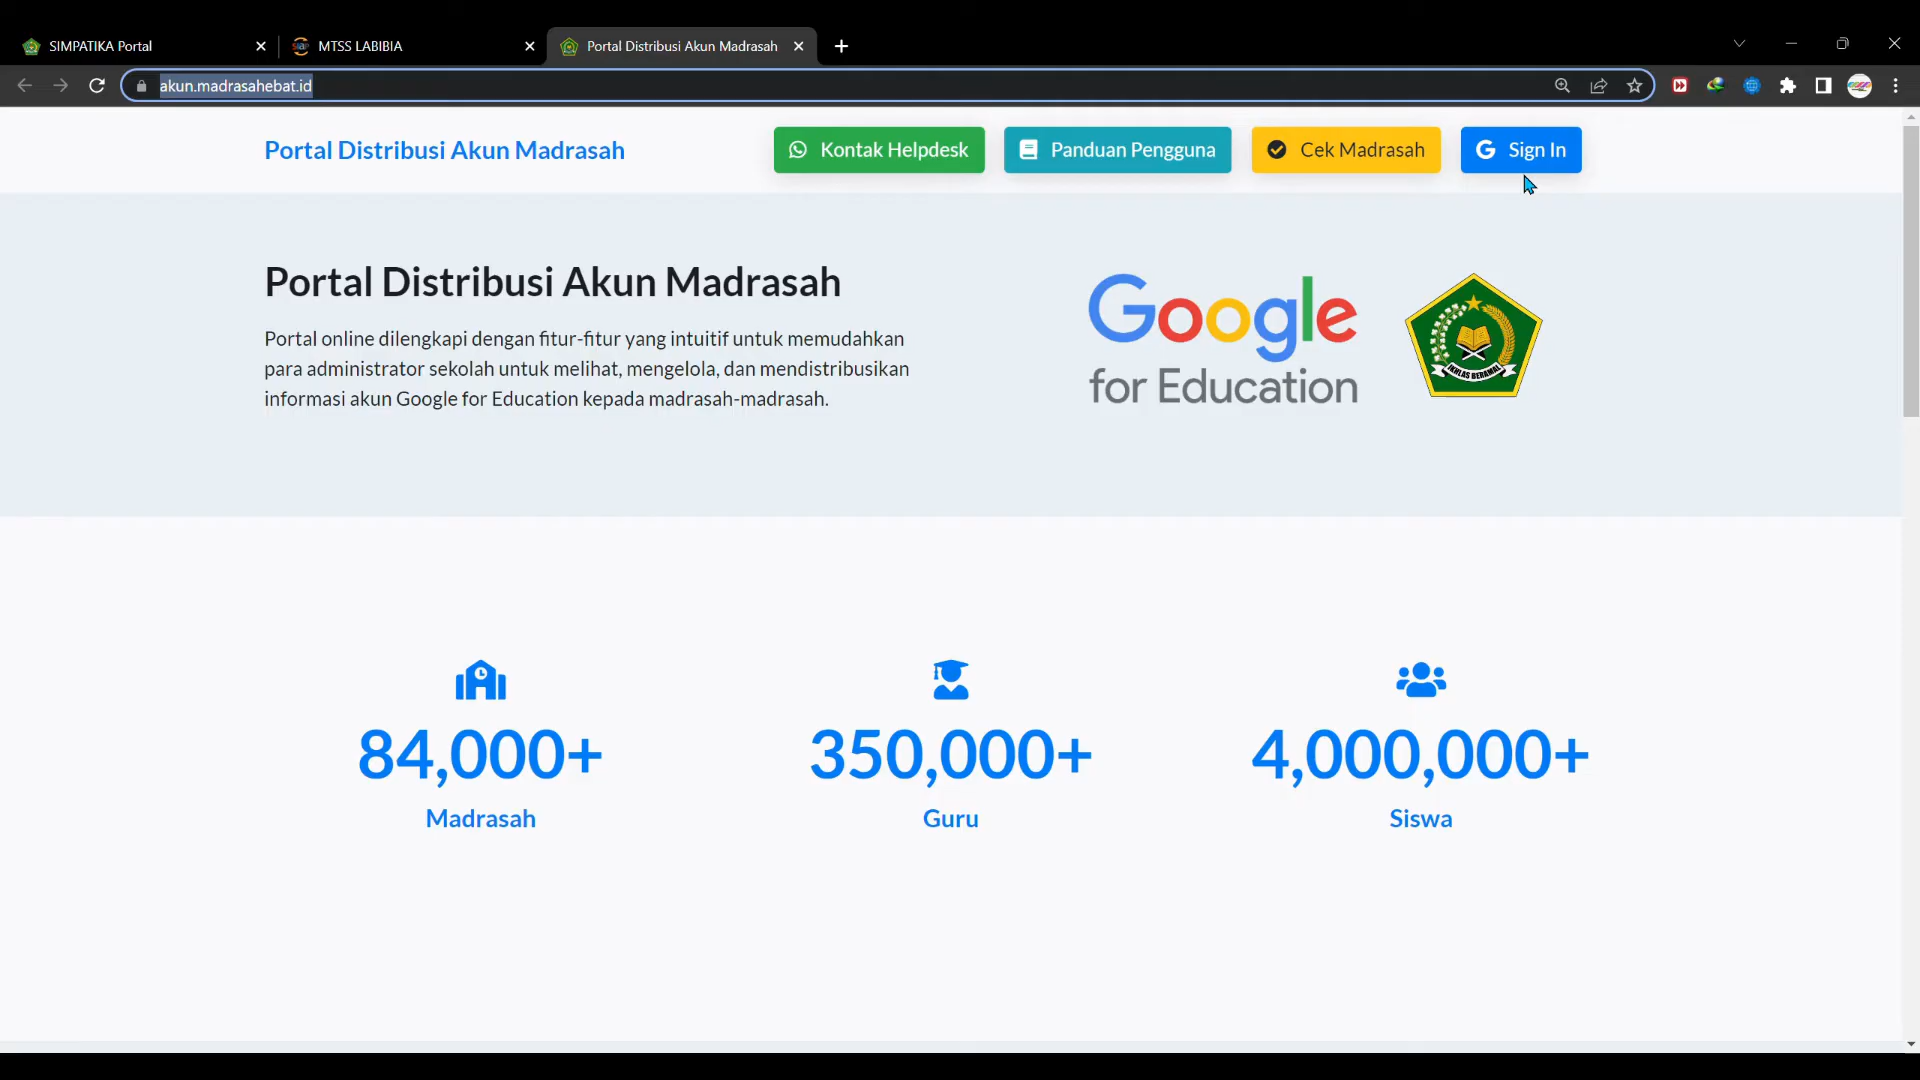 SIMPATIKA Portal
MTSS LABIBIA
Portal Distribusi Akun Madrasah
akun.madrasahebat.id
Portal Distribusi Akun Madrasah
Kontak Helpdesk
Panduan Pengguna
Cek Madrasah
Sign In
Portal Distribusi Akun Madrasah
Portal online dilengkapi dengan fitur-fitur yang intuitif untuk memudahkan
para administrator sekolah untuk melihat, mengelola, dan mendistribusikan
informasi akun Google for Education kepada madrasah-madrasah.
Google
for Education
IKHLAS BERAMAL
84,000+
Madrasah
350,000+
Guru
4,000,000+
Siswa